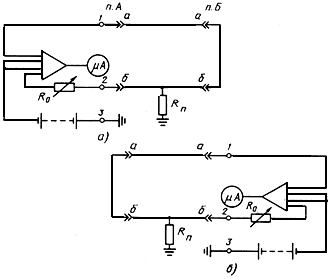 п.А п.Б
1 а а
μA
2 б б
R₀
Rп
3
а)
а а 1
μA
R₀
б б 2
Rп
3
б)